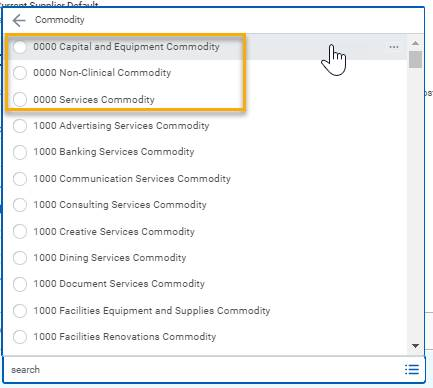 Current Supplier Default
Commodity
0000 Capital and Equipment Commodity
0000 Non-Clinical Commodity
0000 Services Commodity
1000 Advertising Services Commodity
1000 Banking Services Commodity
1000 Communication Services Commodity
1000 Consulting Services Commodity
1000 Creative Services Commodity
1000 Dining Services Commodity
1000 Document Services Commodity
1000 Facilities Equipment and Supplies Commodity
1000 Facilities Renovations Commodity
search